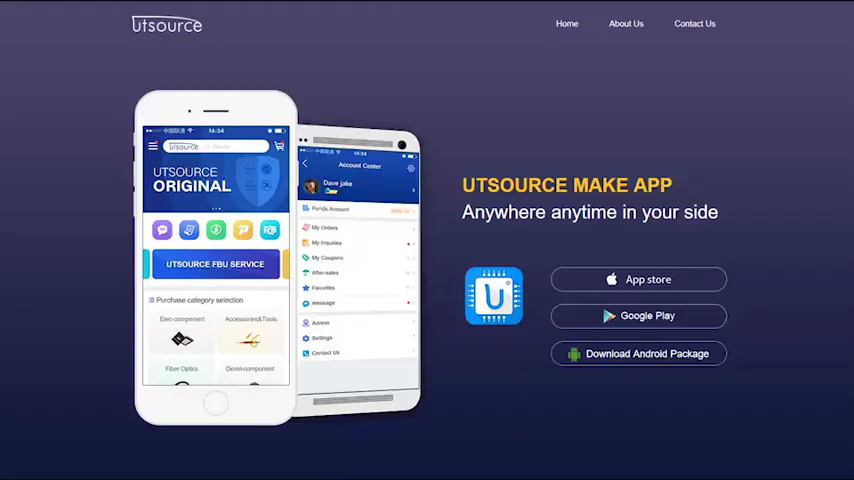 utsource
Home
About Us
Contact Us
14:34
utsource
UTSOURCE
ORIGINAL
UTSOURCE FBU SERVICE
Purchase category selection
Elec-component
Accessories&Tools
Fiber Optics
Devel-component
14:34
Account Center
Dave jake
Funds Account
My Orders
My Inquiries
My Coupons
After-sales
Favorites
message
Settings
Contact Us
UTSOURCE MAKE APP
Anywhere anytime in your side
App store
Google Play
Download Android Package